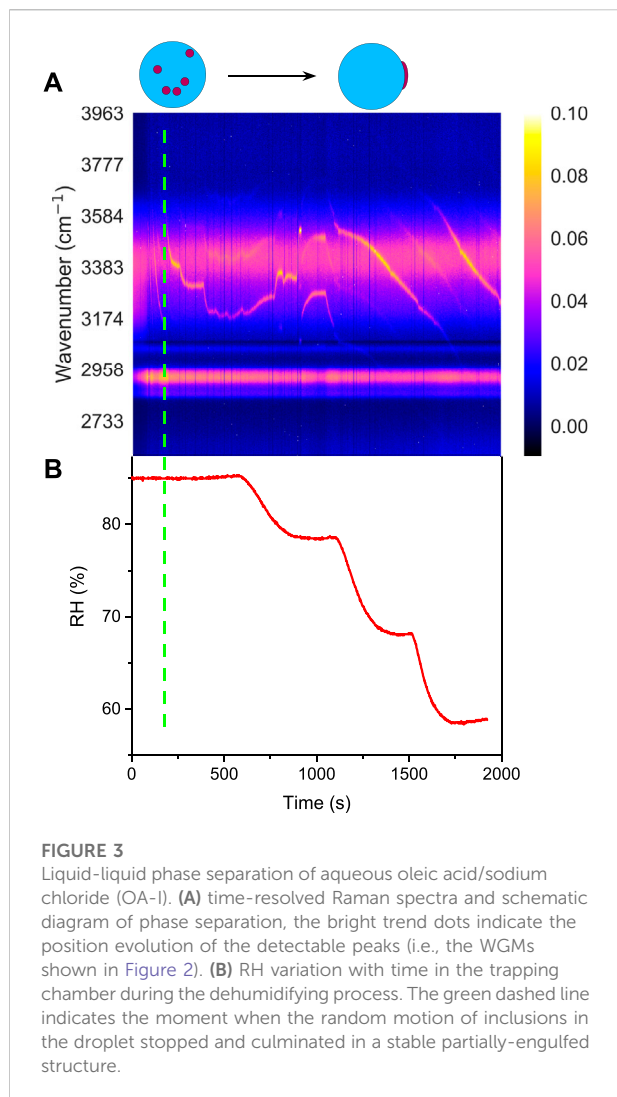 A
3963
3777
3584
3383
3174
2958
2733
Wavenumber (cm⁻¹)
0.10
0.08
0.06
0.04
0.02
0.00
B
80
70
60
RH (%)
0 500 1000 1500 2000
Time (s)
FIGURE 3
Liquid-liquid phase separation of aqueous oleic acid/sodium
chloride (OA-I). (A) time-resolved Raman spectra and schematic
diagram of phase separation, the bright trend dots indicate the
position evolution of the detectable peaks (i.e., the WGMs
shown in Figure 2). (B) RH variation with time in the trapping
chamber during the dehumidifying process. The green dashed line
indicates the moment when the random motion of inclusions in
the droplet stopped and culminated in a stable partially-engulfed
structure.